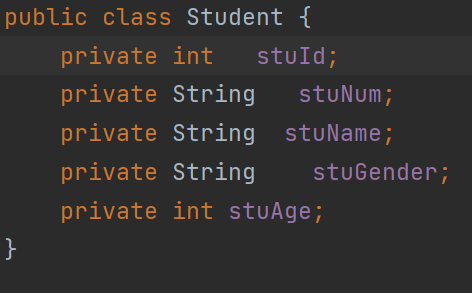 public class Student {
    private int   stuId;
    private String   stuNum;
    private String  stuName;
    private String    stuGender;
    private int stuAge;
}